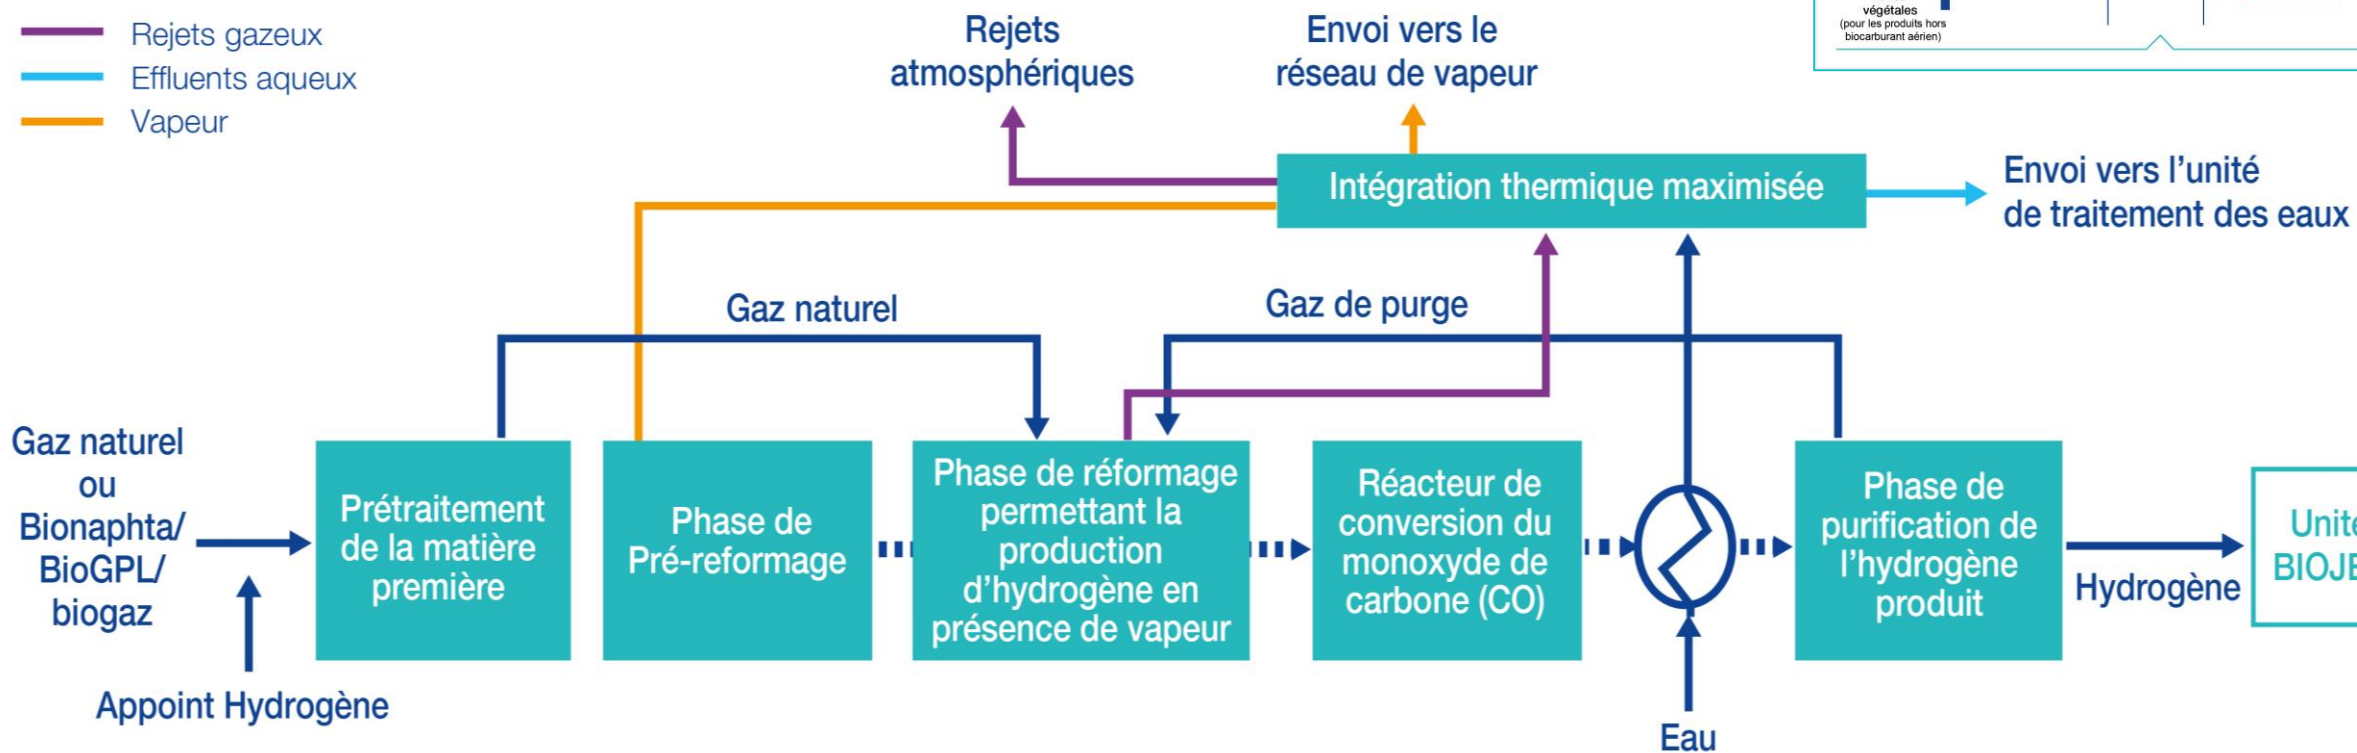 Rejets gazeux
Effluents aqueux
Vapeur
Rejets
atmosphériques
Envoi vers le
réseau de vapeur
végétales
(pour les produits hors
biocarburant aérien)
Intégration thermique maximisée
Envoi vers l’unité
de traitement des eaux
Gaz naturel
Gaz de purge
Gaz naturel
ou
Bionaphta/
BioGPL/
biogaz
Appoint Hydrogène
Prétraitement
de la matière
première
Phase de
Pré-reformage
Phase de réformage
permettant la
production
d’hydrogène en
présence de vapeur
Réacteur de
conversion du
monoxyde de
carbone (CO)
Eau
Phase de
purification de
l’hydrogène
produit
Hydrogène